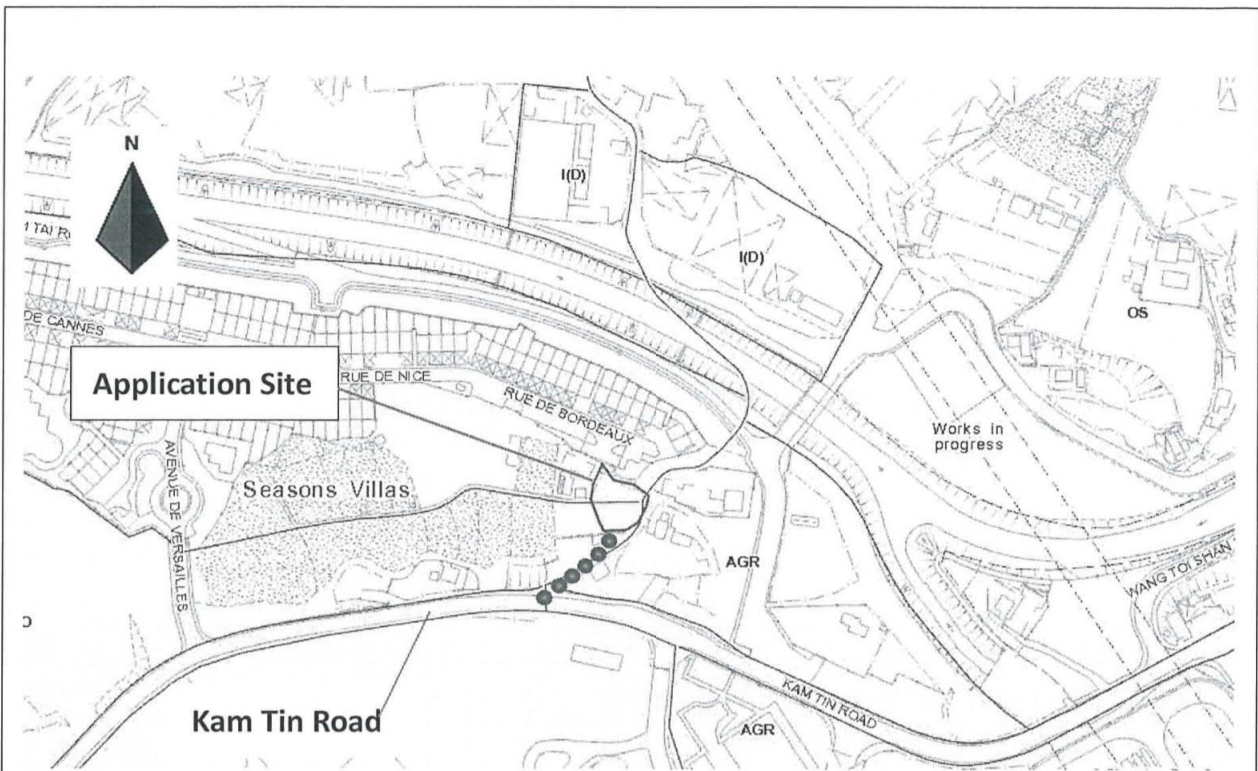 N
I(D)
I(D)
OS
DE CANNES
Application Site
RUE DE NICE
RUE DE BORDEAUX
Works in
progress
Seasons Villas
AVENUE DE VERSAILLES
AGR
WANG TOI SHAN
Kam Tin Road
KAM TIN ROAD
AGR